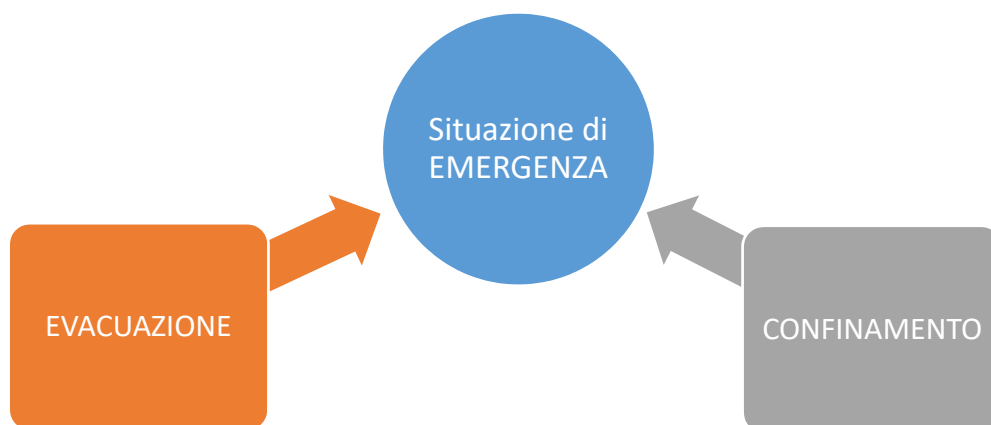 Situazione di
EMERGENZA
EVACUAZIONE
CONFINAMENTO